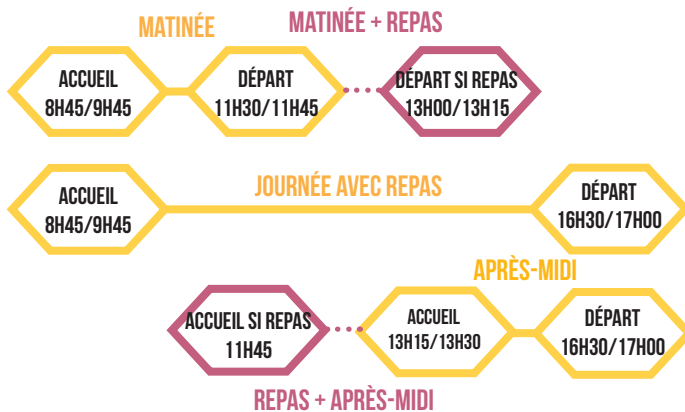 MATINÉE
MATINÉE + REPAS
ACCUEIL
8H45/9H45
DÉPART
11H30/11H45
DÉPART SI REPAS
13H00/13H15
JOURNÉE AVEC REPAS
ACCUEIL
8H45/9H45
DÉPART
16H30/17H00
APRÈS-MIDI
ACCUEIL SI REPAS
11H45
ACCUEIL
13H15/13H30
DÉPART
16H30/17H00
REPAS + APRÈS-MIDI